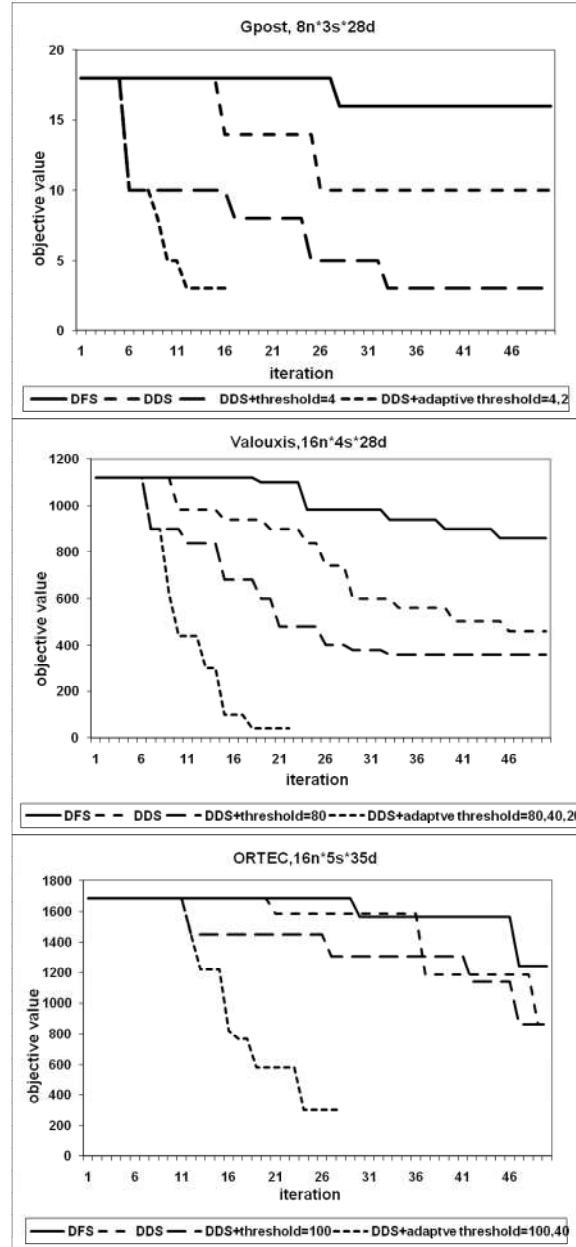 Gpost, 8n*3s*28d
20
15
10
5
0
objective value
1 6 11 16 21 26 31 36 41 46
iteration
DFS DDS DDS+threshold=4 DDS+adaptive threshold=4,2
Valouxis,16n*4s*28d
1200
1000
800
600
400
200
0
objective value
1 6 11 16 21 26 31 36 41 46
iteration
DFS DDS DDS+threshold=80 DDS+adaptve threshold=80,40,20
ORTEC,16n*5s*35d
1800
1600
1400
1200
1000
800
600
400
200
0
objective value
1 6 11 16 21 26 31 36 41 46
iteration
DFS DDS DDS+threshold=100 DDS+adaptve threshold=100,40